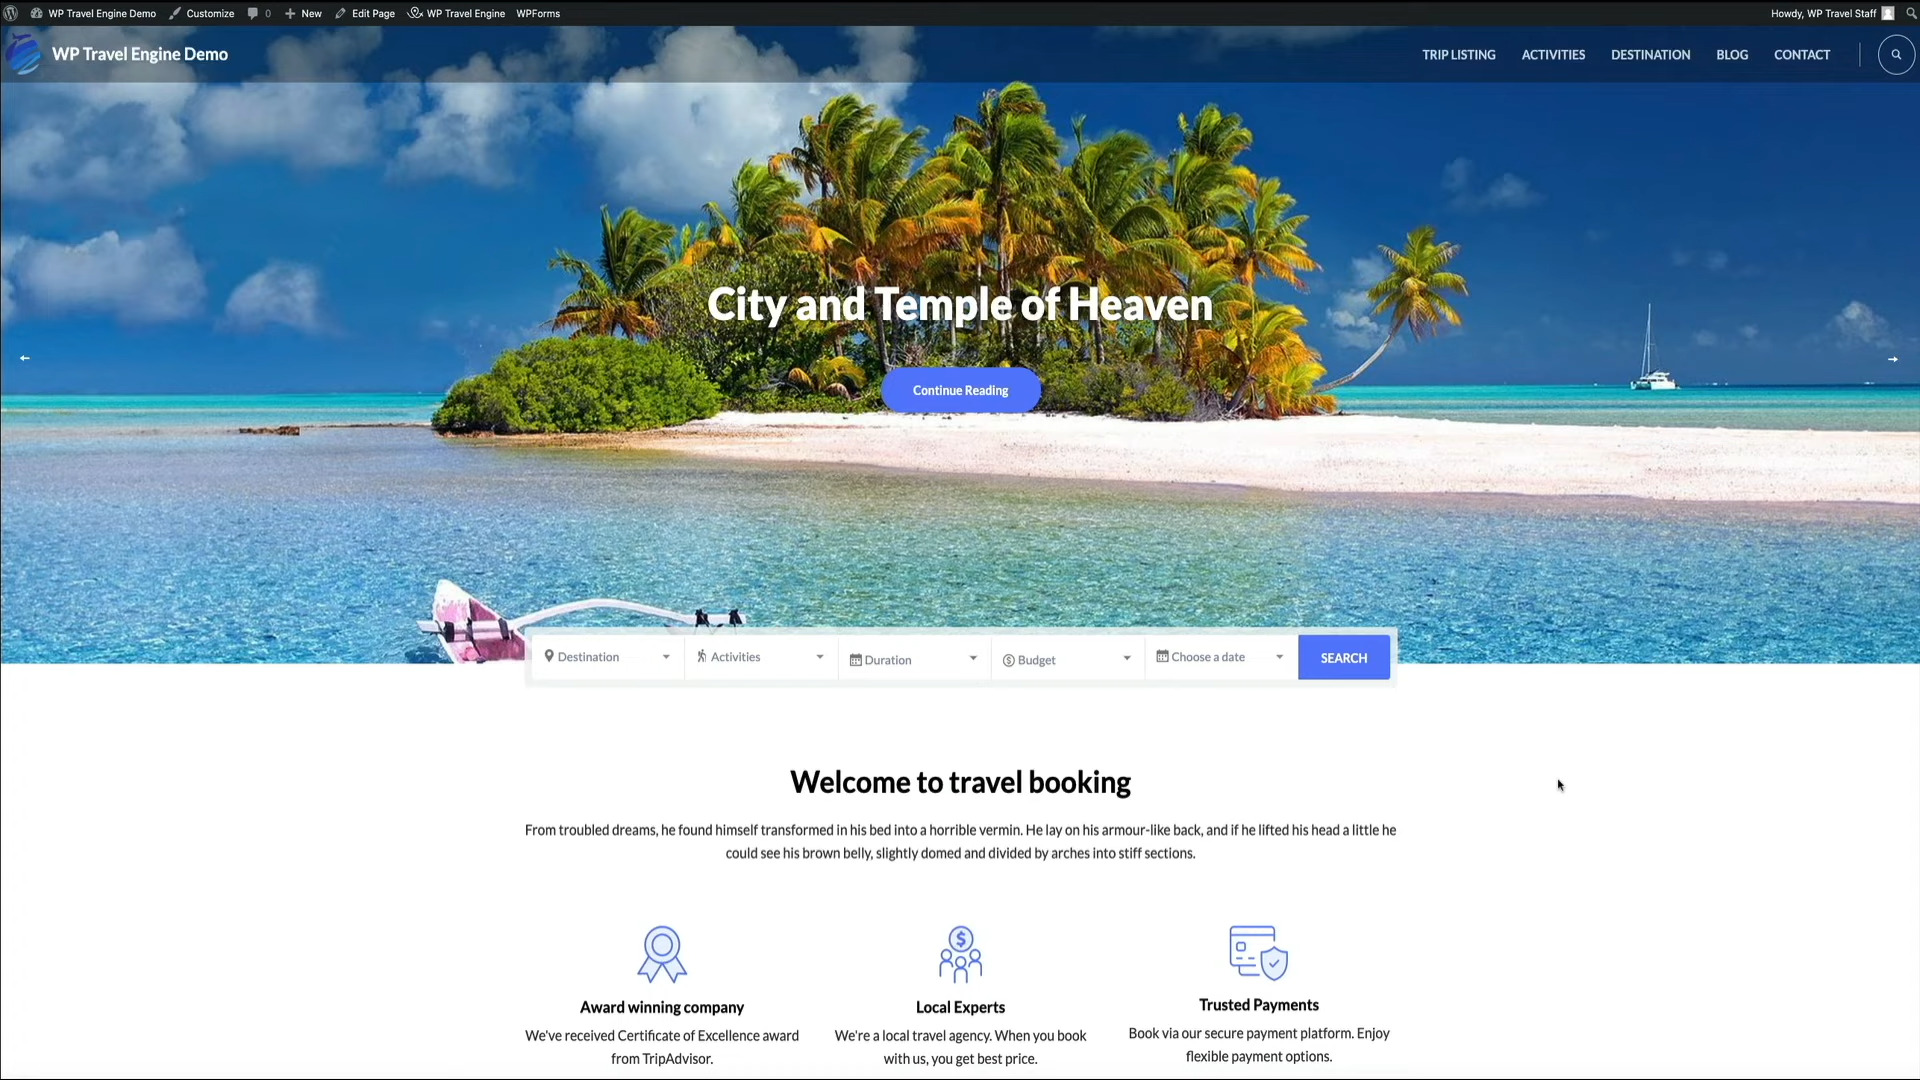 WP Travel Engine Demo
Customize
0
New
Edit Page
WP Travel Engine
WPForms
Howdy, WP Travel Staff
WP Travel Engine Demo
TRIP LISTING
ACTIVITIES
DESTINATION
BLOG
CONTACT
City and Temple of Heaven
Continue Reading
Destination
Activities
Duration
Budget
Choose a date
SEARCH
Welcome to travel booking
From troubled dreams, he found himself transformed in his bed into a horrible vermin. He lay on his armour-like back, and if he lifted his head a little he
could see his brown belly, slightly domed and divided by arches into stiff sections.
Award winning company
We've received Certificate of Excellence award
from TripAdvisor.
Local Experts
We're a local travel agency. When you book
with us, you get best price.
Trusted Payments
Book via our secure payment platform. Enjoy
flexible payment options.